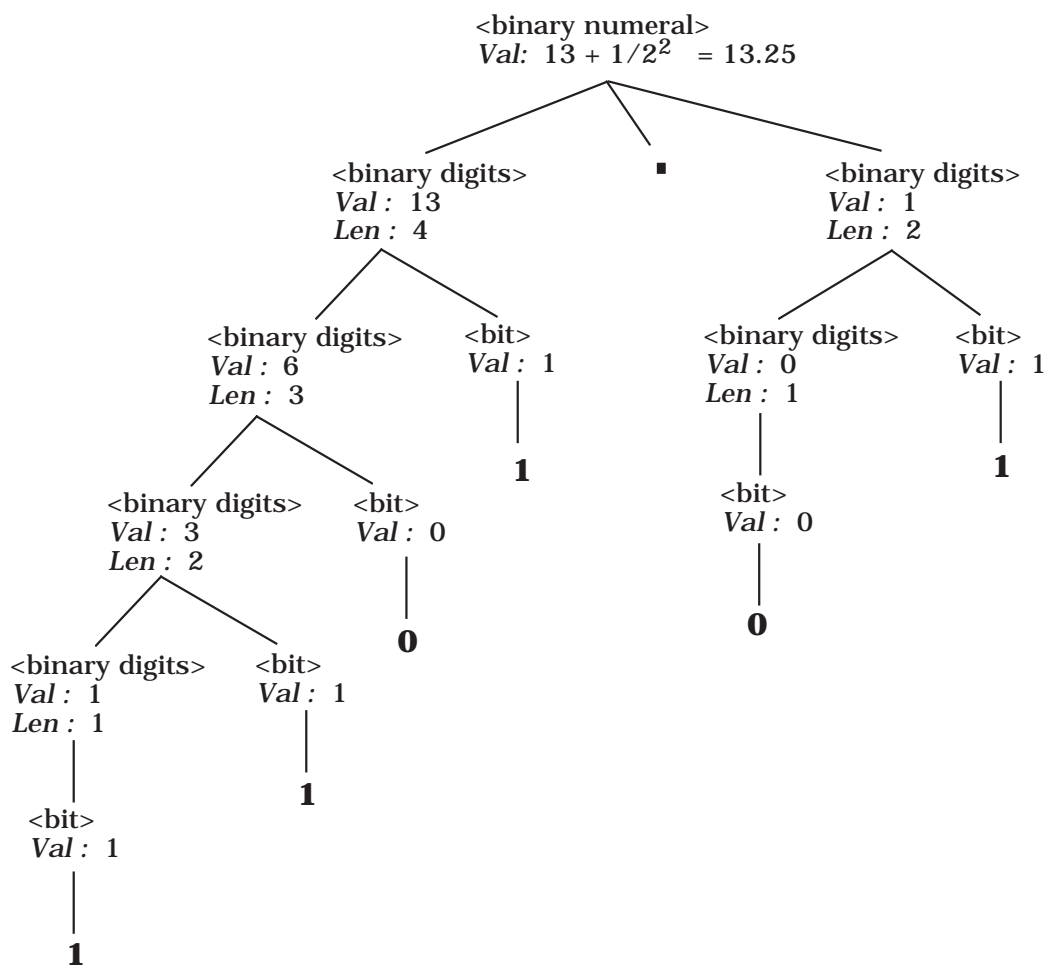 <binary numeral>
Val: 13 + 1/2² = 13.25
<binary digits>
Val : 13
Len : 4
.
<binary digits>
Val : 1
Len : 2
<binary digits>
Val : 6
Len : 3
<bit>
Val : 1
1
<binary digits>
Val : 0
Len : 1
<bit>
Val : 1
1
<binary digits>
Val : 3
Len : 2
<bit>
Val : 0
0
<bit>
Val : 0
0
<binary digits>
Val : 1
Len : 1
<bit>
Val : 1
1
<bit>
Val : 1
1